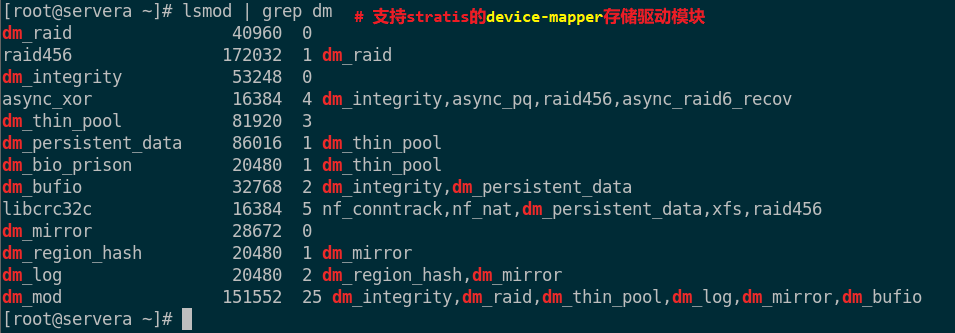 [root@servera ~]# lsmod | grep dm # 支持stratis的device-mapper存储驱动模块
dm_raid 40960 0
raid456 172032 1 dm_raid
dm_integrity 53248 0
async_xor 16384 4 dm_integrity,async_pq,raid456,async_raid6_recov
dm_thin_pool 81920 3
dm_persistent_data 86016 1 dm_thin_pool
dm_bio_prison 20480 1 dm_thin_pool
dm_bufio 32768 2 dm_integrity,dm_persistent_data
libcrc32c 16384 5 nf_conntrack,nf_nat,dm_persistent_data,xfs,raid456
dm_mirror 28672 0
dm_region_hash 20480 1 dm_mirror
dm_log 20480 2 dm_region_hash,dm_mirror
dm_mod 151552 25 dm_integrity,dm_raid,dm_thin_pool,dm_log,dm_mirror,dm_bufio
[root@servera ~]#